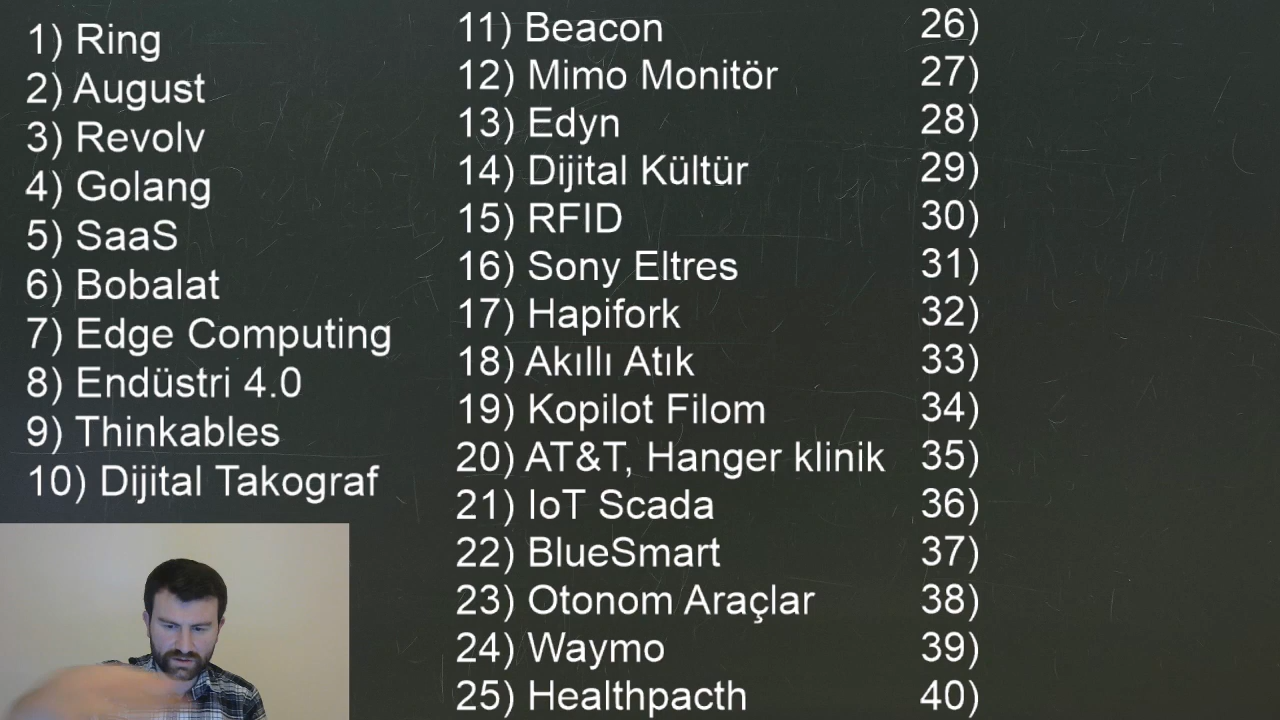 1) Ring
2) August
3) Revolv
4) Golang
5) SaaS
6) Bobalat
7) Edge Computing
8) Endüstri 4.0
9) Thinkables
10) Dijital Takograf
11) Beacon
12) Mimo Monitör
13) Edyn
14) Dijital Kültür
15) RFID
16) Sony Eltres
17) Hapifork
18) Akıllı Atık
19) Kopilot Filom
20) AT&T, Hanger klinik
21) IoT Scada
22) BlueSmart
23) Otonom Araçlar
24) Waymo
25) Healthpacth
26)
27)
28)
29)
30)
31)
32)
33)
34)
35)
36)
37)
38)
39)
40)